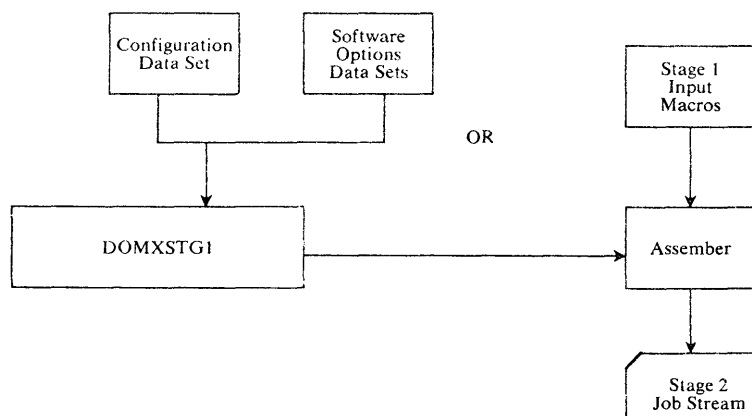 Configuration
Data Set
Software
Options
Data Sets
Stage 1
Input
Macros
OR
DOMXSTG1
Assember
Stage 2
Job Stream